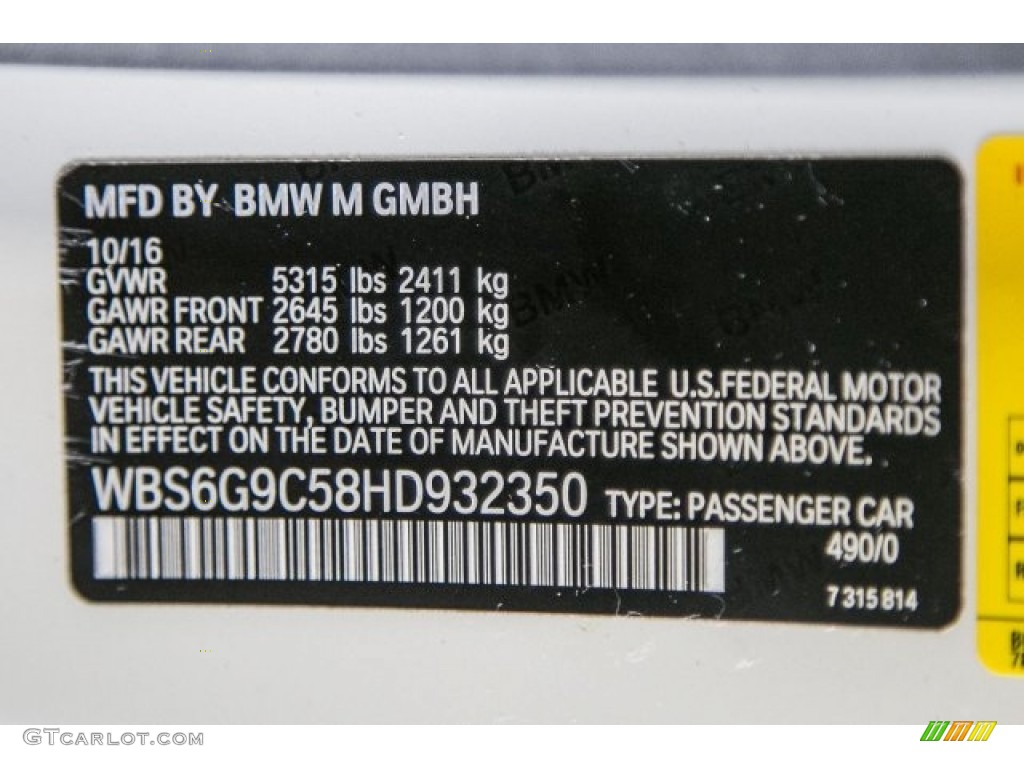 MFD BY BMW M GMBH
10/16
GVWR 5315 lbs 2411 kg
GAWR FRONT 2645 lbs 1200 kg
GAWR REAR 2780 lbs 1261 kg
THIS VEHICLE CONFORMS TO ALL APPLICABLE U.S.FEDERAL MOTOR
VEHICLE SAFETY, BUMPER AND THEFT PREVENTION STANDARDS
IN EFFECT ON THE DATE OF MANUFACTURE SHOWN ABOVE.
WBS6G9C58HD932350 TYPE: PASSENGER CAR
490/0
7 315 814
GTCARLOT.COM